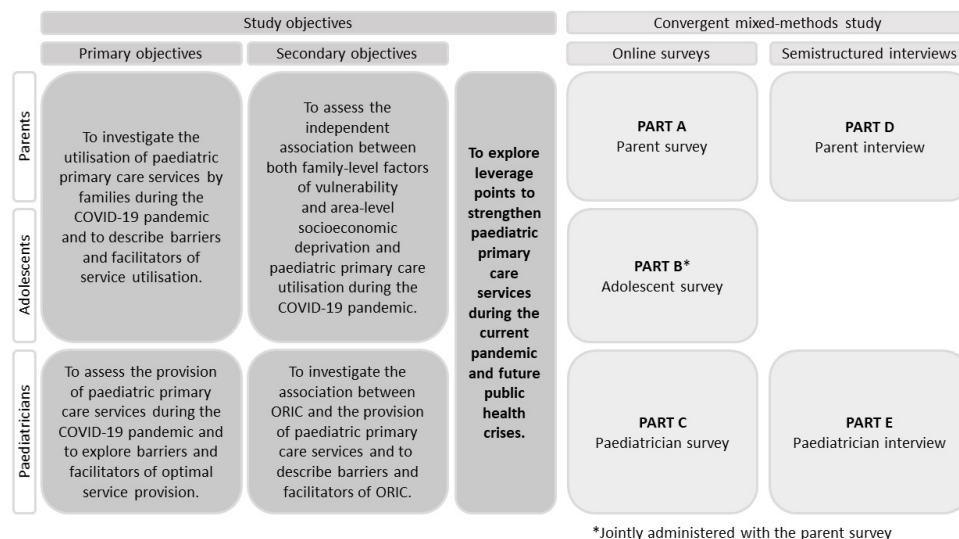 Study objectives
Convergent mixed-methods study
Primary objectives
Secondary objectives
Online surveys
Semistructured interviews
Parents
Adolescents
Paediatricians
To investigate the
utilisation of paediatric
primary care services by
families during the
COVID-19 pandemic
and to describe barriers
and facilitators of
service utilisation.
To assess the
independent
association between
both family-level factors
of vulnerability
and area-level
socioeconomic
deprivation and
paediatric primary care
utilisation during the
COVID-19 pandemic.
To explore
leverage
points to
strengthen
paediatric
primary
care
services
during the
current
pandemic
and future
public
health
crises.
PART A
Parent survey
PART D
Parent interview
PART B*
Adolescent survey
To assess the provision
of paediatric primary
care services during the
COVID-19 pandemic and
to explore barriers and
facilitators of optimal
service provision.
To investigate the
association between
ORIC and the provision
of paediatric primary
care services and to
describe barriers and
facilitators of ORIC.
PART C
Paediatrician survey
PART E
Paediatrician interview
*Jointly administered with the parent survey